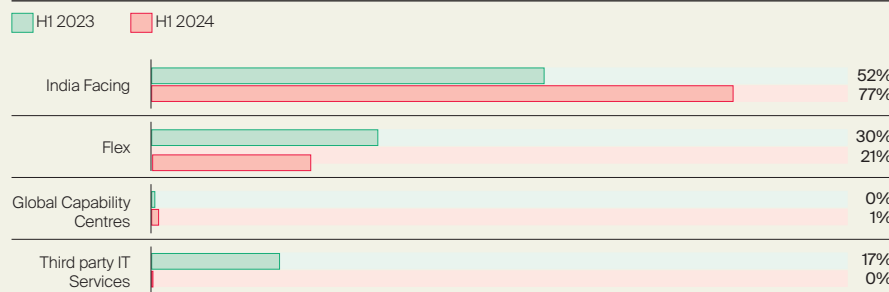 H1 2023 H1 2024
India Facing 52%
77%
Flex 30%
21%
Global Capability
Centres 0%
1%
Third party IT
Services 17%
0%